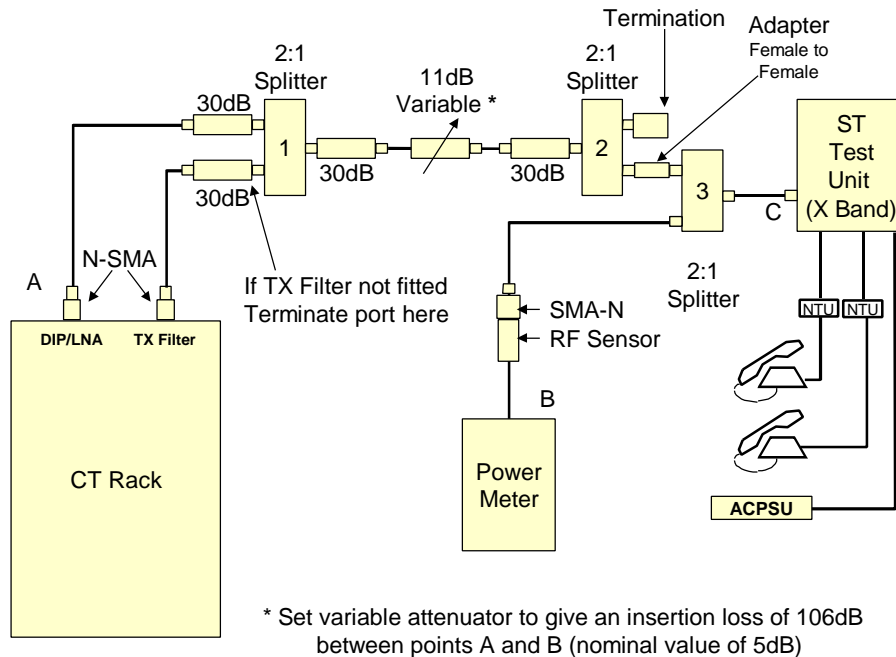 Termination
Adapter
Female to
Female
2:1
Splitter
11dB
Variable *
2:1
Splitter
30dB
1
30dB
30dB
2
30dB
3
ST
Test
Unit
(X Band)
C
A
N-SMA
If TX Filter not fitted
Terminate port here
2:1
Splitter
SMA-N
RF Sensor
NTU
NTU
DIP/LNA
TX Filter
B
CT Rack
Power
Meter
ACPSU
* Set variable attenuator to give an insertion loss of 106dB
between points A and B (nominal value of 5dB)